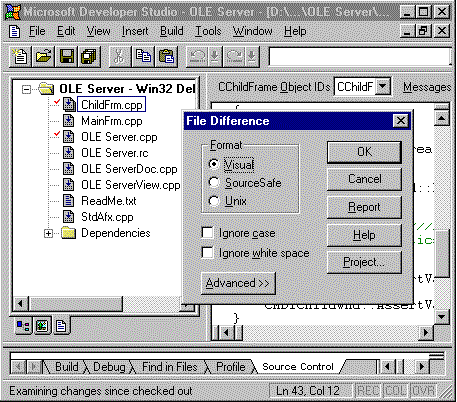 Microsoft Developer Studio - OLE Server - [D:\...\OLE Server\...
File Edit View Insert Build Tools Window Help
OLE Server - Win32 Del
ChildFrm.cpp
MainFrm.cpp
OLE Server.cpp
OLE Server.rc
OLE ServerDoc.cpp
OLE ServerView.cpp
ReadMe.txt
StdAfx.cpp
Dependencies
CChildFrame Object IDs CChildF Messages
{
File Difference
Format
Visual
SourceSafe
Unix
Ignore case
Ignore white space
Advanced >>
OK
Cancel
Report
Help
Project...
rea
d::
//
sics
rtV
CMDIChildWnd::AssertVa
}
Build Debug Find in Files Profile Source Control
Examining changes since checked out Ln 43, Col 12 REC COL OVR